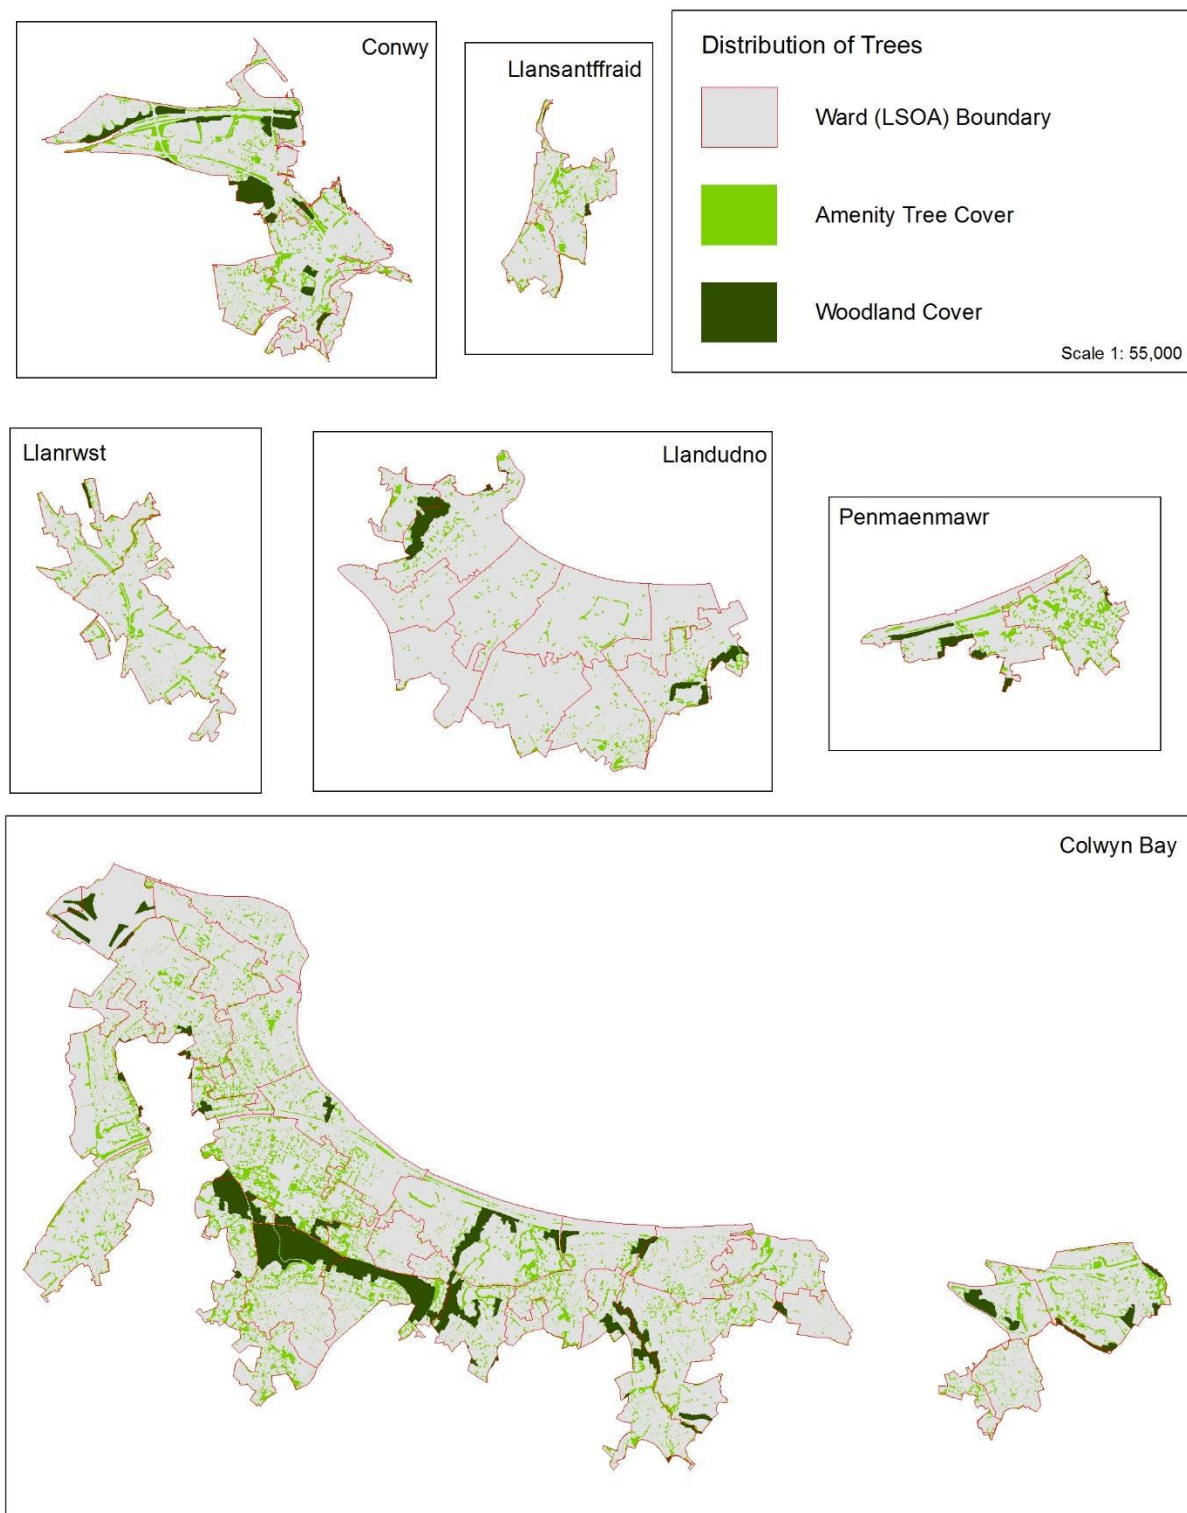 Conwy
Llansantffraid
Distribution of Trees
Ward (LSOA) Boundary
Amenity Tree Cover
Woodland Cover
Scale 1: 55,000
Llanrwst
Llandudno
Penmaenmawr
Colwyn Bay